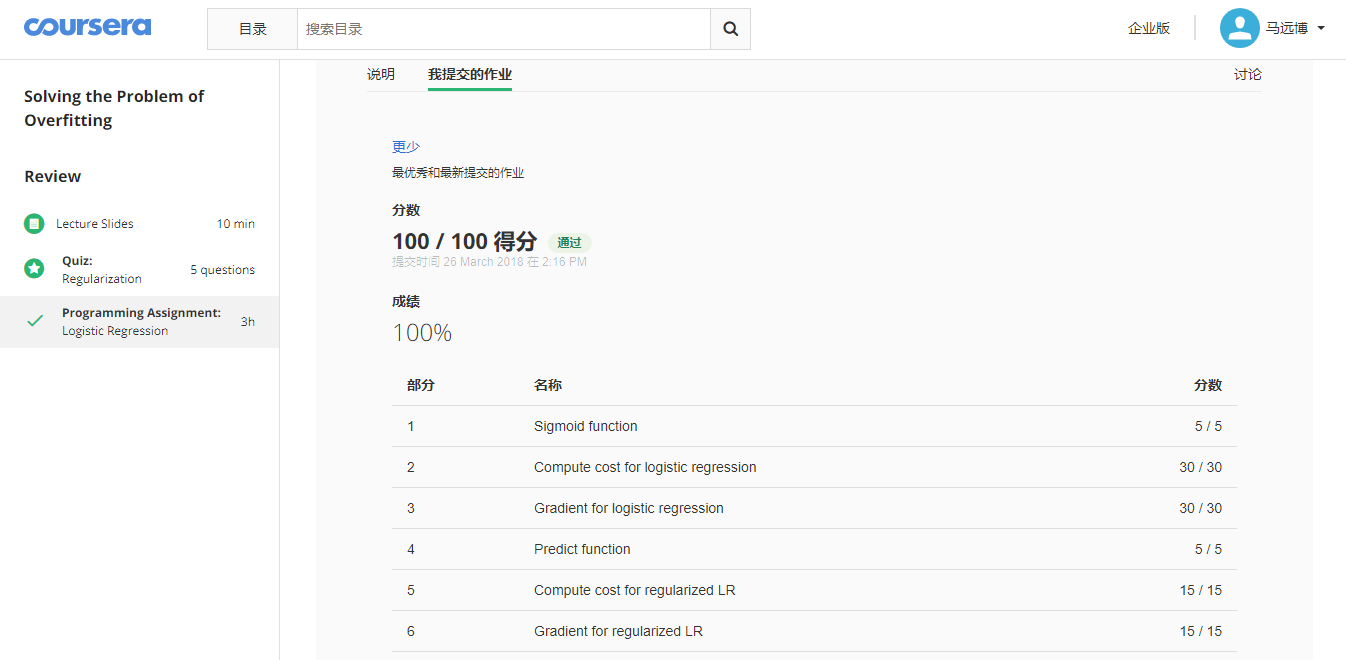 coursera
目录
搜索目录
企业版
马远博
Solving the Problem of
Overfitting
Review
Lecture Slides 10 min
Quiz:
Regularization
5 questions
Programming Assignment:
Logistic Regression
3h
说明 我提交的作业 讨论
更少
最优秀和最新提交的作业
分数
100 / 100 得分 通过
提交时间 26 March 2018 在 2:16 PM
成绩
100%
部分 名称 分数
1 Sigmoid function 5 / 5
2 Compute cost for logistic regression 30 / 30
3 Gradient for logistic regression 30 / 30
4 Predict function 5 / 5
5 Compute cost for regularized LR 15 / 15
6 Gradient for regularized LR 15 / 15